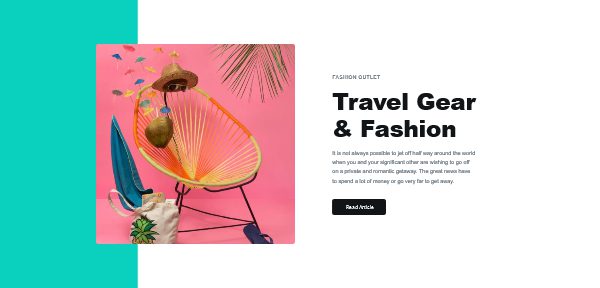 FASHION OUTLET
Travel Gear
& Fashion
It is not always possible to jet off half way around the world
when you and your significant other are wishing to go off
on a private and romantic getaway. The great news have
to spend a lot of money or go very far to get away.
Read Article